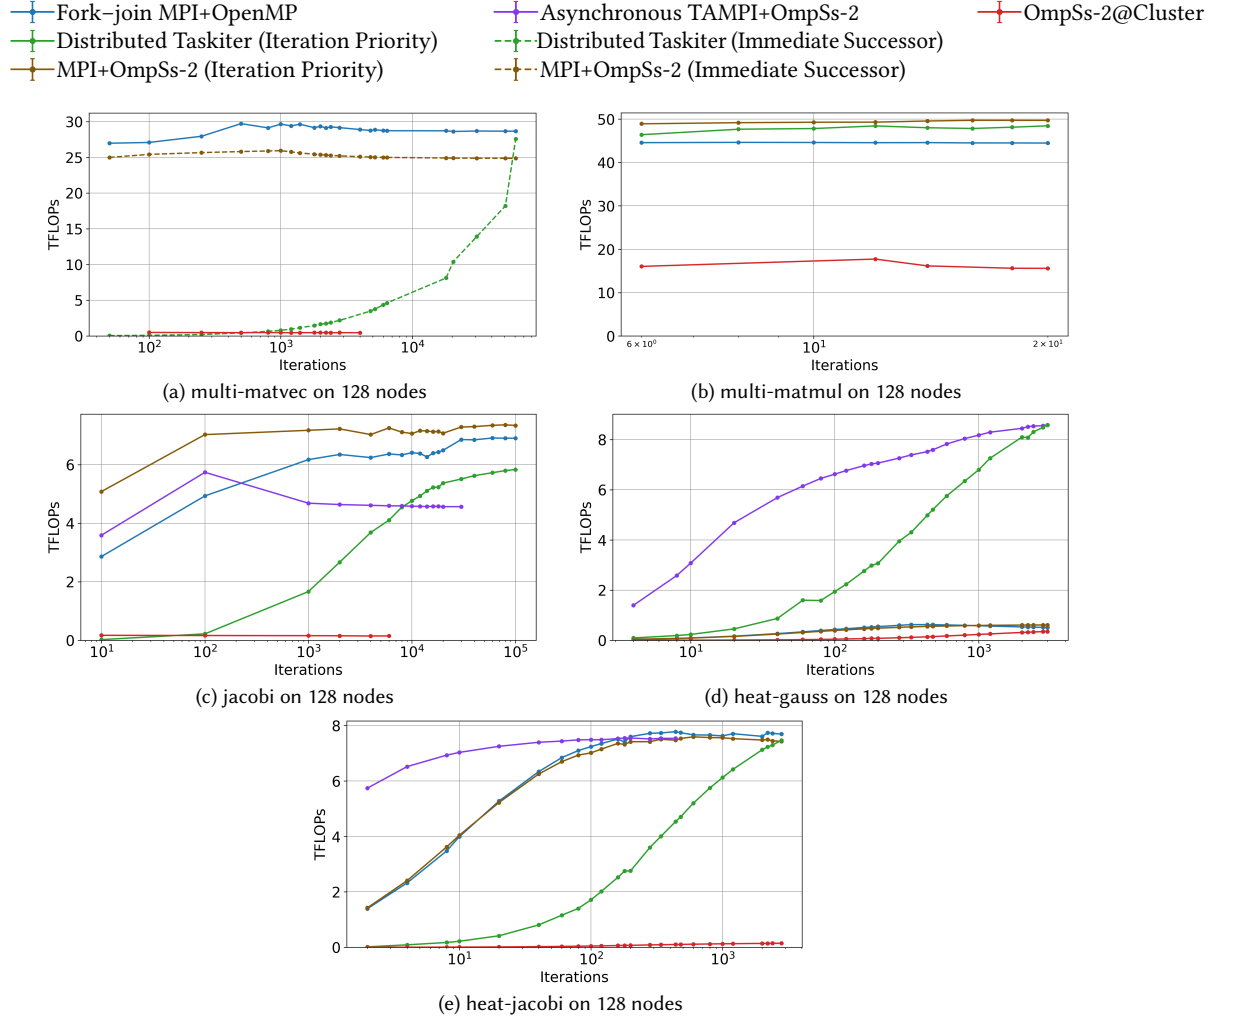 Fork–join MPI+OpenMP
Asynchronous TAMPI+OmpSs-2
OmpSs-2@Cluster
Distributed Taskiter (Iteration Priority)
Distributed Taskiter (Immediate Successor)
MPI+OmpSs-2 (Iteration Priority)
MPI+OmpSs-2 (Immediate Successor)
30
25
20
15
10
5
0
TFLOPs
10²
10³
10⁴
Iterations
(a) multi-matvec on 128 nodes
50
40
30
20
10
0
TFLOPs
6 × 10⁰
10¹
2 × 10¹
Iterations
(b) multi-matmul on 128 nodes
6
4
2
0
TFLOPs
10¹
10²
10³
10⁴
10⁵
Iterations
(c) jacobi on 128 nodes
8
6
4
2
0
TFLOPs
10¹
10²
10³
Iterations
(d) heat-gauss on 128 nodes
8
6
4
2
0
TFLOPs
10¹
10²
10³
Iterations
(e) heat-jacobi on 128 nodes